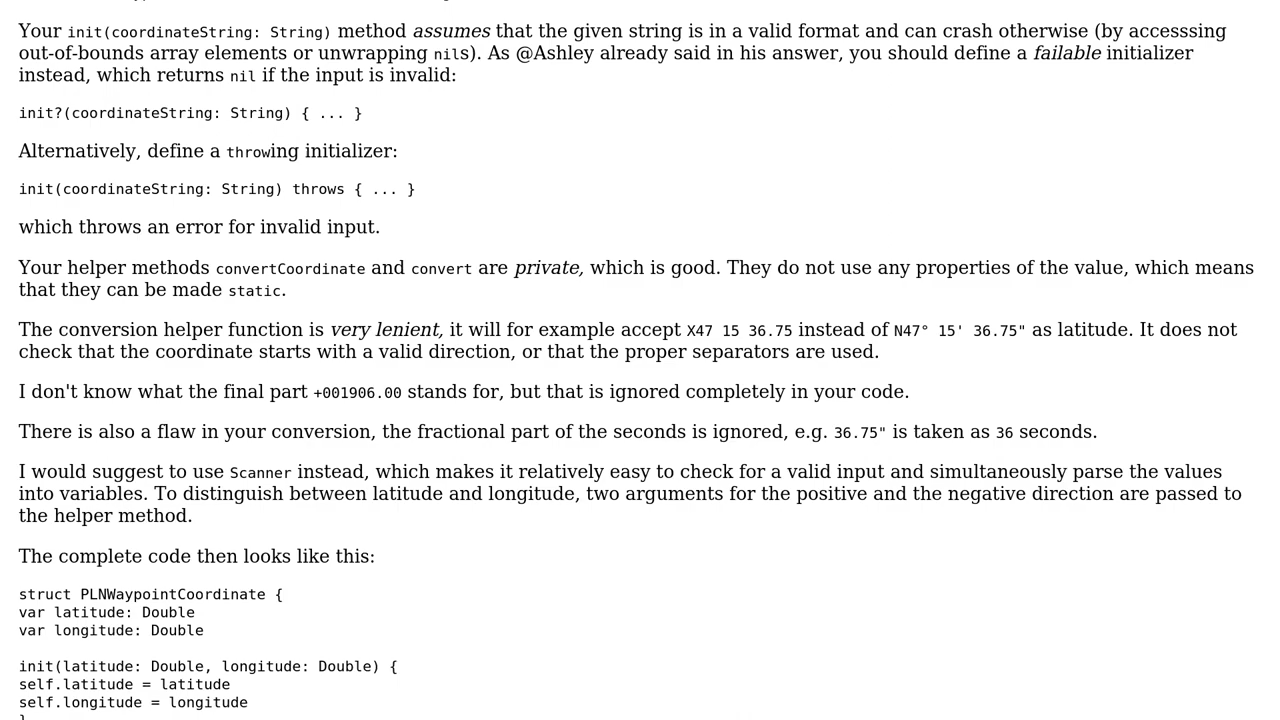 Your init(coordinateString: String) method assumes that the given string is in a valid format and can crash otherwise (by accesssing
out-of-bounds array elements or unwrapping nils). As @Ashley already said in his answer, you should define a failable initializer
instead, which returns nil if the input is invalid:
init?(coordinateString: String) { ... }
Alternatively, define a throwing initializer:
init(coordinateString: String) throws { ... }
which throws an error for invalid input.
Your helper methods convertCoordinate and convert are private, which is good. They do not use any properties of the value, which means
that they can be made static.
The conversion helper function is very lenient, it will for example accept X47 15 36.75 instead of N47° 15' 36.75" as latitude. It does not
check that the coordinate starts with a valid direction, or that the proper separators are used.
I don't know what the final part +001906.00 stands for, but that is ignored completely in your code.
There is also a flaw in your conversion, the fractional part of the seconds is ignored, e.g. 36.75" is taken as 36 seconds.
I would suggest to use Scanner instead, which makes it relatively easy to check for a valid input and simultaneously parse the values
into variables. To distinguish between latitude and longitude, two arguments for the positive and the negative direction are passed to
the helper method.
The complete code then looks like this:
struct PLNWaypointCoordinate {
var latitude: Double
var longitude: Double
init(latitude: Double, longitude: Double) {
self.latitude = latitude
self.longitude = longitude
}